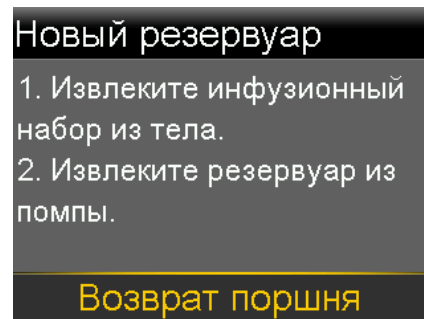 Новый резервуар
1. Извлеките инфузионный
набор из тела.
2. Извлеките резервуар из
помпы.
Возврат поршня